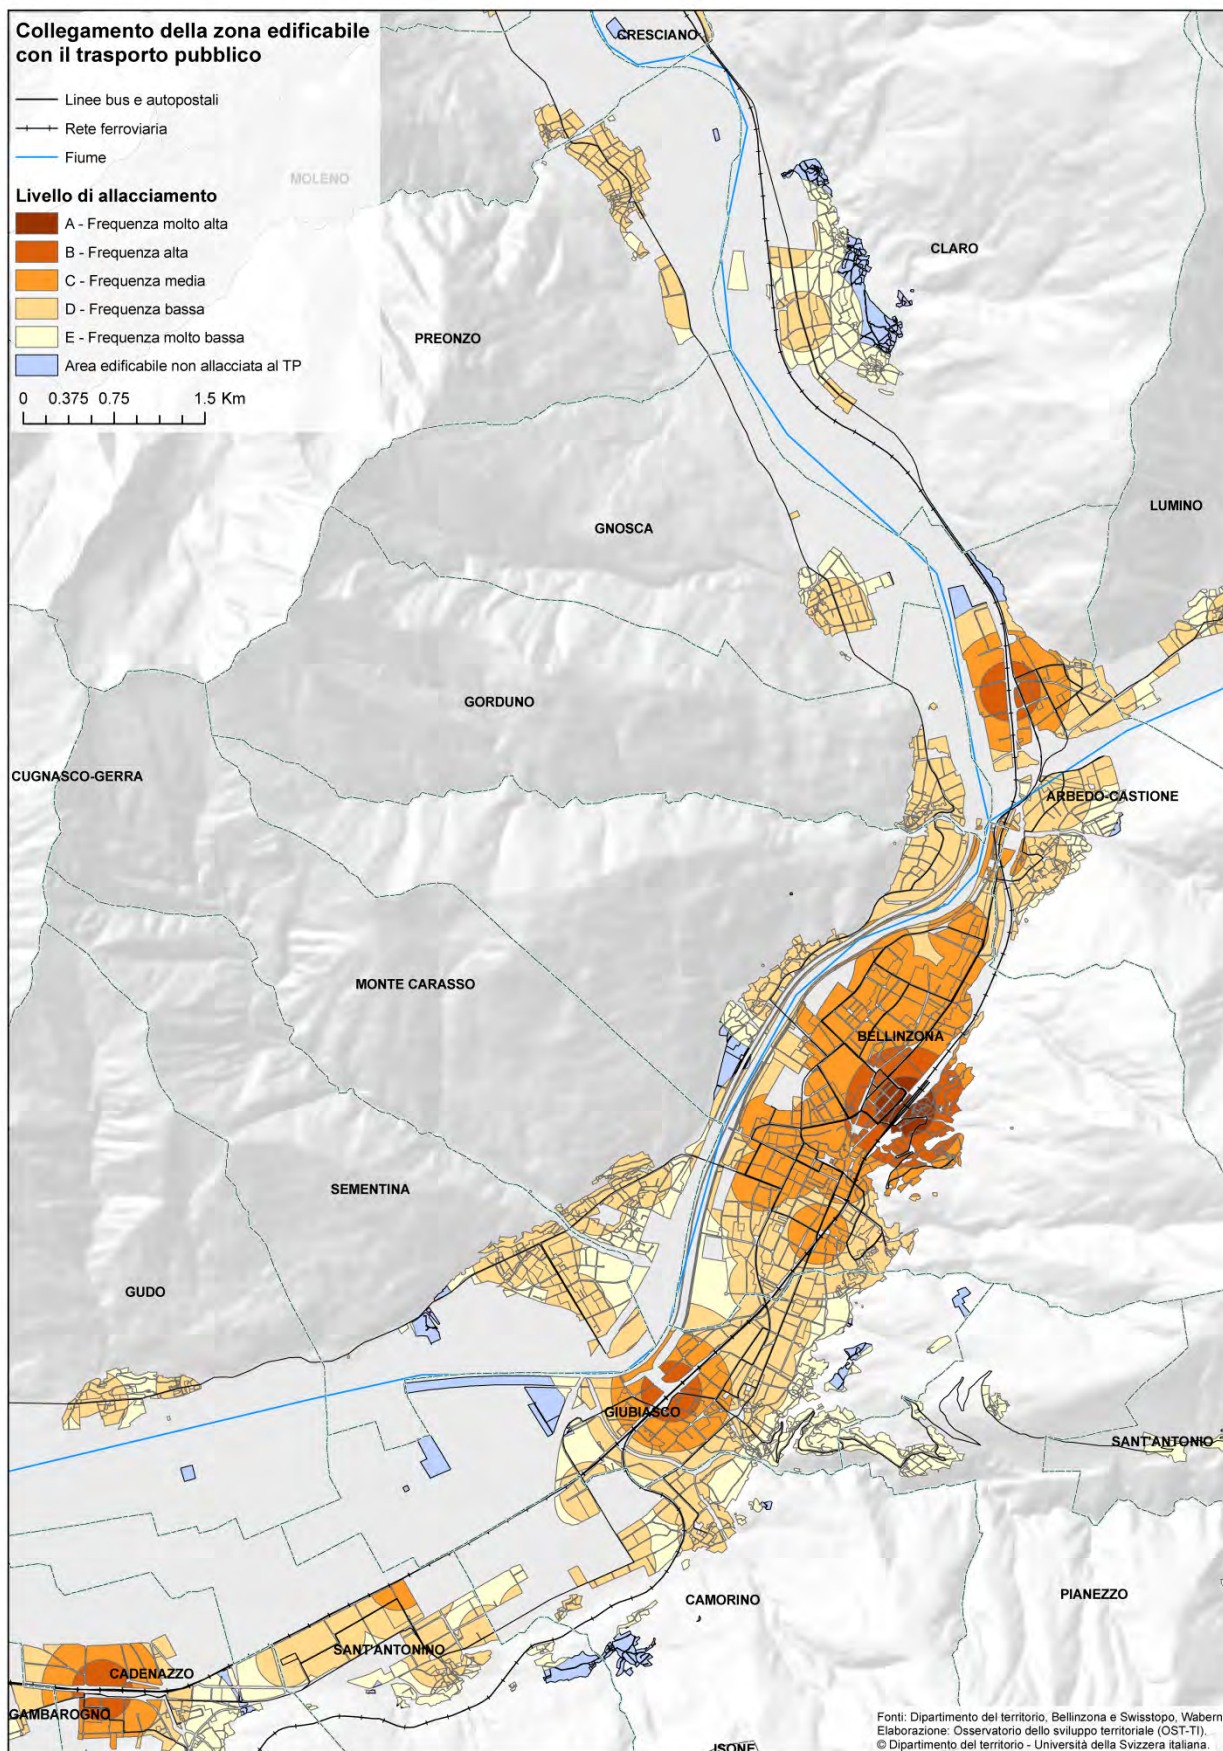 Collegamento della zona edificabile
con il trasporto pubblico
Linee bus e autopostali
Rete ferroviaria
Fiume
Livello di allacciamento
A - Frequenza molto alta
B - Frequenza alta
C - Frequenza media
D - Frequenza bassa
E - Frequenza molto bassa
Area edificabile non allacciata al TP
0 0.375 0.75 1.5 Km
CRESCIANO
MOLENO
CLARO
PREONZO
LUMINO
GNOSCA
GORDUNO
CUGNASCO-GERRA
ARBEDO-CASTIONE
MONTE CARASSO
BELLINZONA
SEMENTINA
GUDO
GIUBIASCO
SANT'ANTONIO
PIANEZZO
CAMORINO
SANT'ANTONINO
CADENAZZO
GAMBAROGNO
ISONE
Fonti: Dipartimento del territorio, Bellinzona e Swisstopo, Wabern
Elaborazione: Osservatorio dello sviluppo territoriale (OST-TI).
© Dipartimento del territorio - Università della Svizzera italiana.